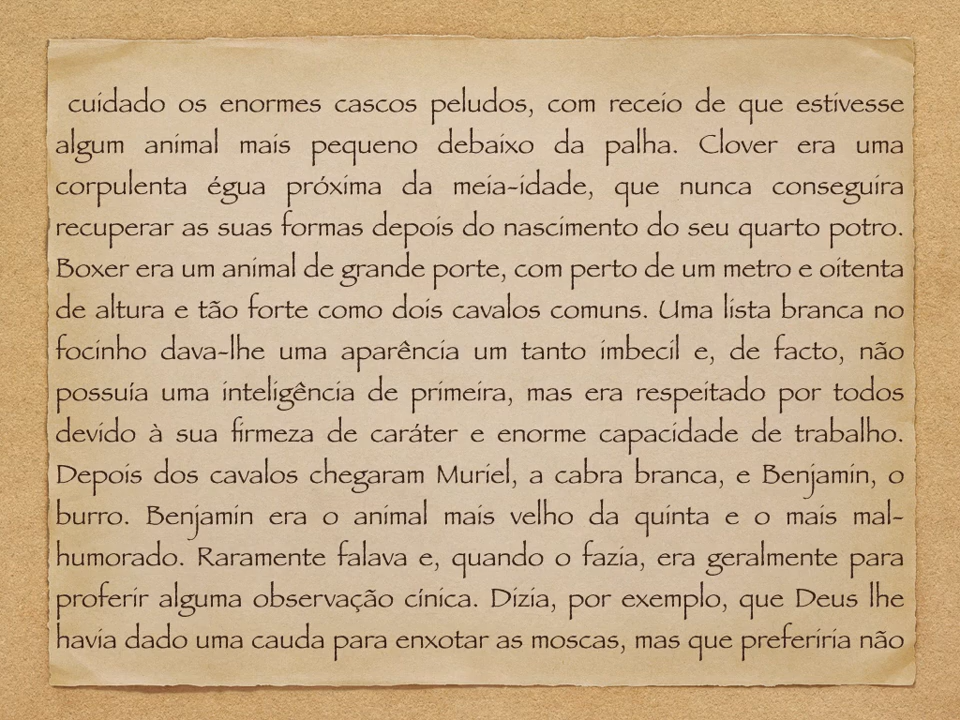 cuidado os enormes cascos peludos, com receio de que estivesse
algum animal mais pequeno debaixo da palha. Clover era uma
corpulenta égua próxima da meia-idade, que nunca conseguira
recuperar as suas formas depois do nascimento do seu quarto potro.
Boxer era um animal de grande porte, com perto de um metro e oitenta
de altura e tão forte como dois cavalos comuns. Uma lista branca no
focinho dava-lhe uma aparência um tanto imbecil e, de facto, não
possuía uma inteligência de primeira, mas era respeitado por todos
devido à sua firmeza de caráter e enorme capacidade de trabalho.
Depois dos cavalos chegaram Muriel, a cabra branca, e Benjamin, o
burro. Benjamin era o animal mais velho da quinta e o mais mal-
humorado. Raramente falava e, quando o fazia, era geralmente para
proferir alguma observação cínica. Dizia, por exemplo, que Deus lhe
havia dado uma cauda para enxotar as moscas, mas que preferiria não